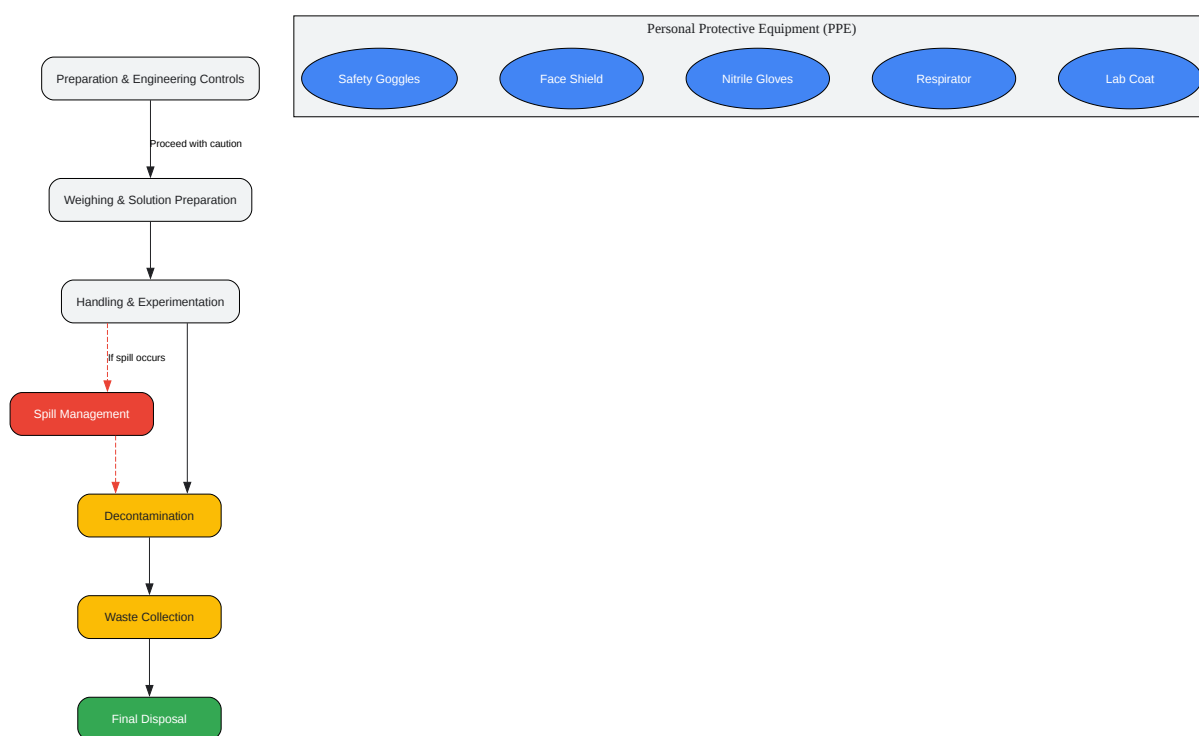 Personal Protective Equipment (PPE)
Safety Goggles
Face Shield
Nitrile Gloves
Respirator
Lab Coat
Preparation & Engineering Controls
Proceed with caution
Weighing & Solution Preparation
Handling & Experimentation
If spill occurs
Spill Management
Decontamination
Waste Collection
Final Disposal